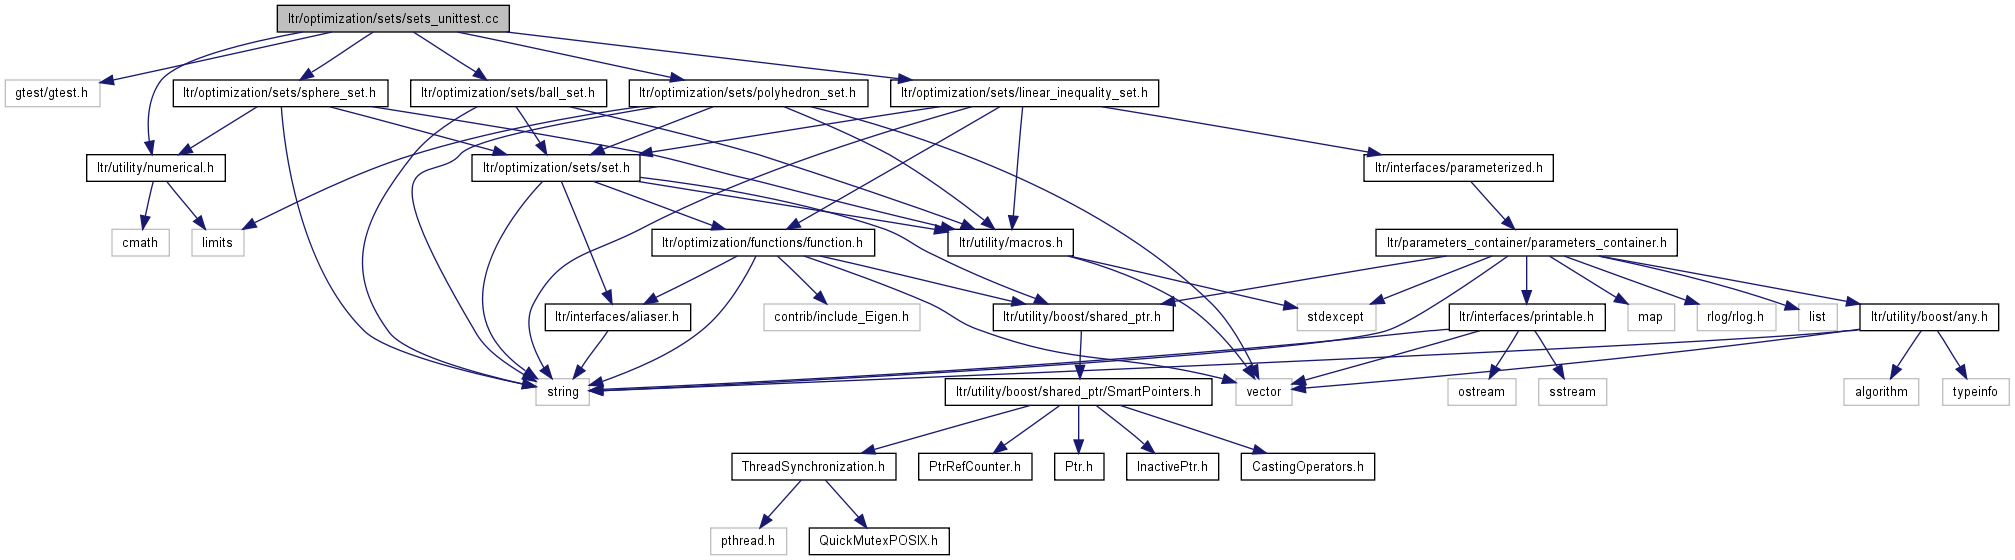 ltr/optimization/sets/sets_unittest.cc
gtest/gtest.h
ltr/optimization/sets/sphere_set.h
ltr/optimization/sets/ball_set.h
ltr/optimization/sets/polyhedron_set.h
ltr/optimization/sets/linear_inequality_set.h
ltr/utility/numerical.h
ltr/optimization/sets/set.h
ltr/interfaces/parameterized.h
cmath
limits
ltr/optimization/functions/function.h
ltr/utility/macros.h
ltr/parameters_container/parameters_container.h
ltr/interfaces/aliaser.h
contrib/include_Eigen.h
ltr/utility/boost/shared_ptr.h
stdexcept
ltr/interfaces/printable.h
map
rlog/rlog.h
list
ltr/utility/boost/any.h
string
ltr/utility/boost/shared_ptr/SmartPointers.h
vector
ostream
sstream
algorithm
typeinfo
ThreadSynchronization.h
PtrRefCounter.h
Ptr.h
InactivePtr.h
CastingOperators.h
pthread.h
QuickMutexPOSIX.h